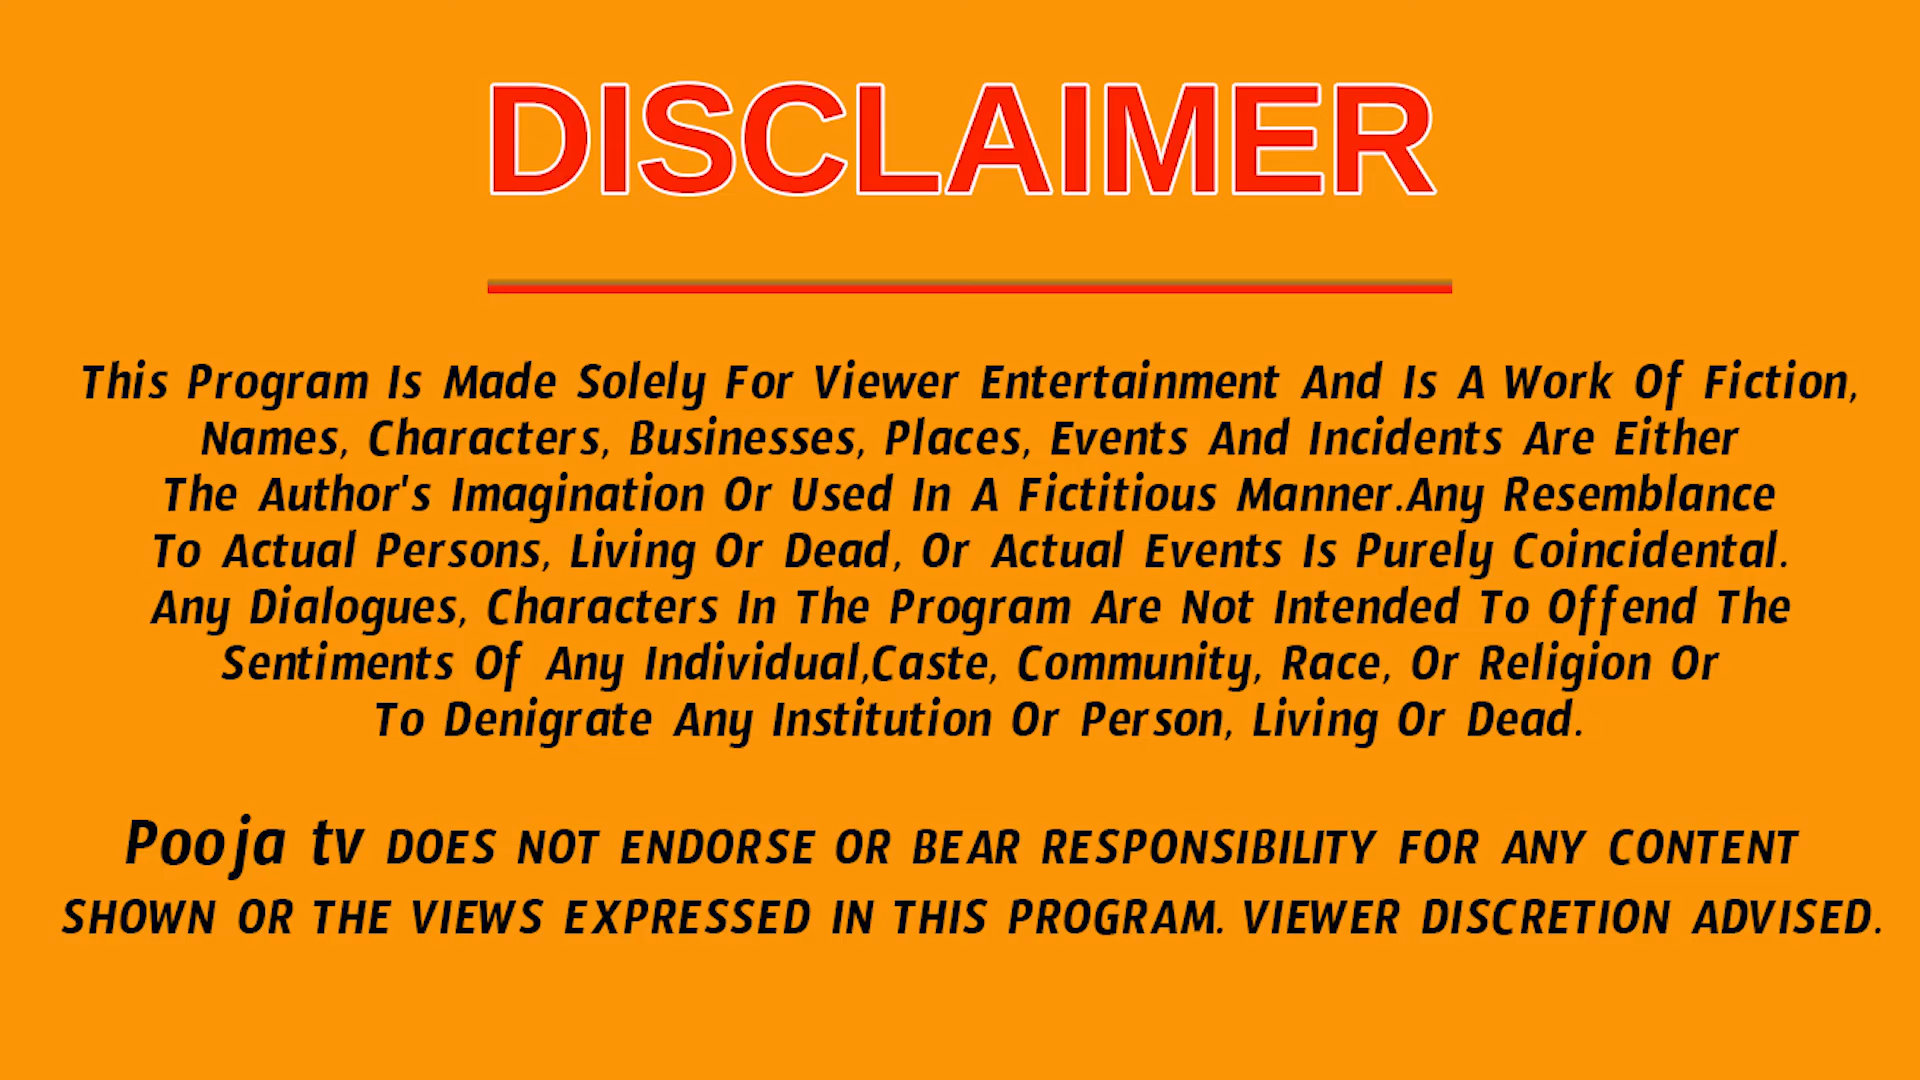 DISCLAIMER
This Program Is Made Solely For Viewer Entertainment And Is A Work Of Fiction,
Names, Characters, Businesses, Places, Events And Incidents Are Either
The Author's Imagination Or Used In A Fictitious Manner.Any Resemblance
To Actual Persons, Living Or Dead, Or Actual Events Is Purely Coincidental.
Any Dialogues, Characters In The Program Are Not Intended To Offend The
Sentiments Of Any Individual,Caste, Community, Race, Or Religion Or
To Denigrate Any Institution Or Person, Living Or Dead.
Pooja tv DOES NOT ENDORSE OR BEAR RESPONSIBILITY FOR ANY CONTENT
SHOWN OR THE VIEWS EXPRESSED IN THIS PROGRAM. VIEWER DISCRETION ADVISED.